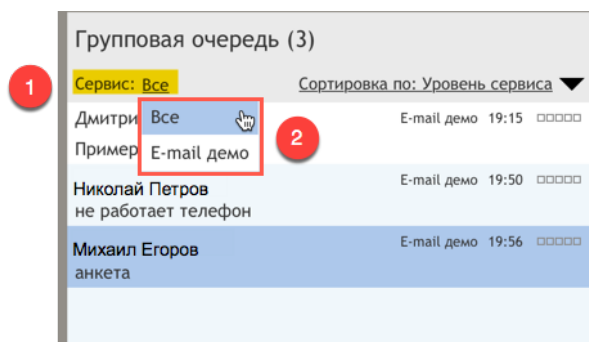 Групповая очередь (3)
1
Сервис: Все
Сортировка по: Уровень сервиса
Дмитри
Все
E-mail демо 19:15
2
Пример
E-mail демо
Николай Петров
E-mail демо 19:50
не работает телефон
Михаил Егоров
E-mail демо 19:56
анкета